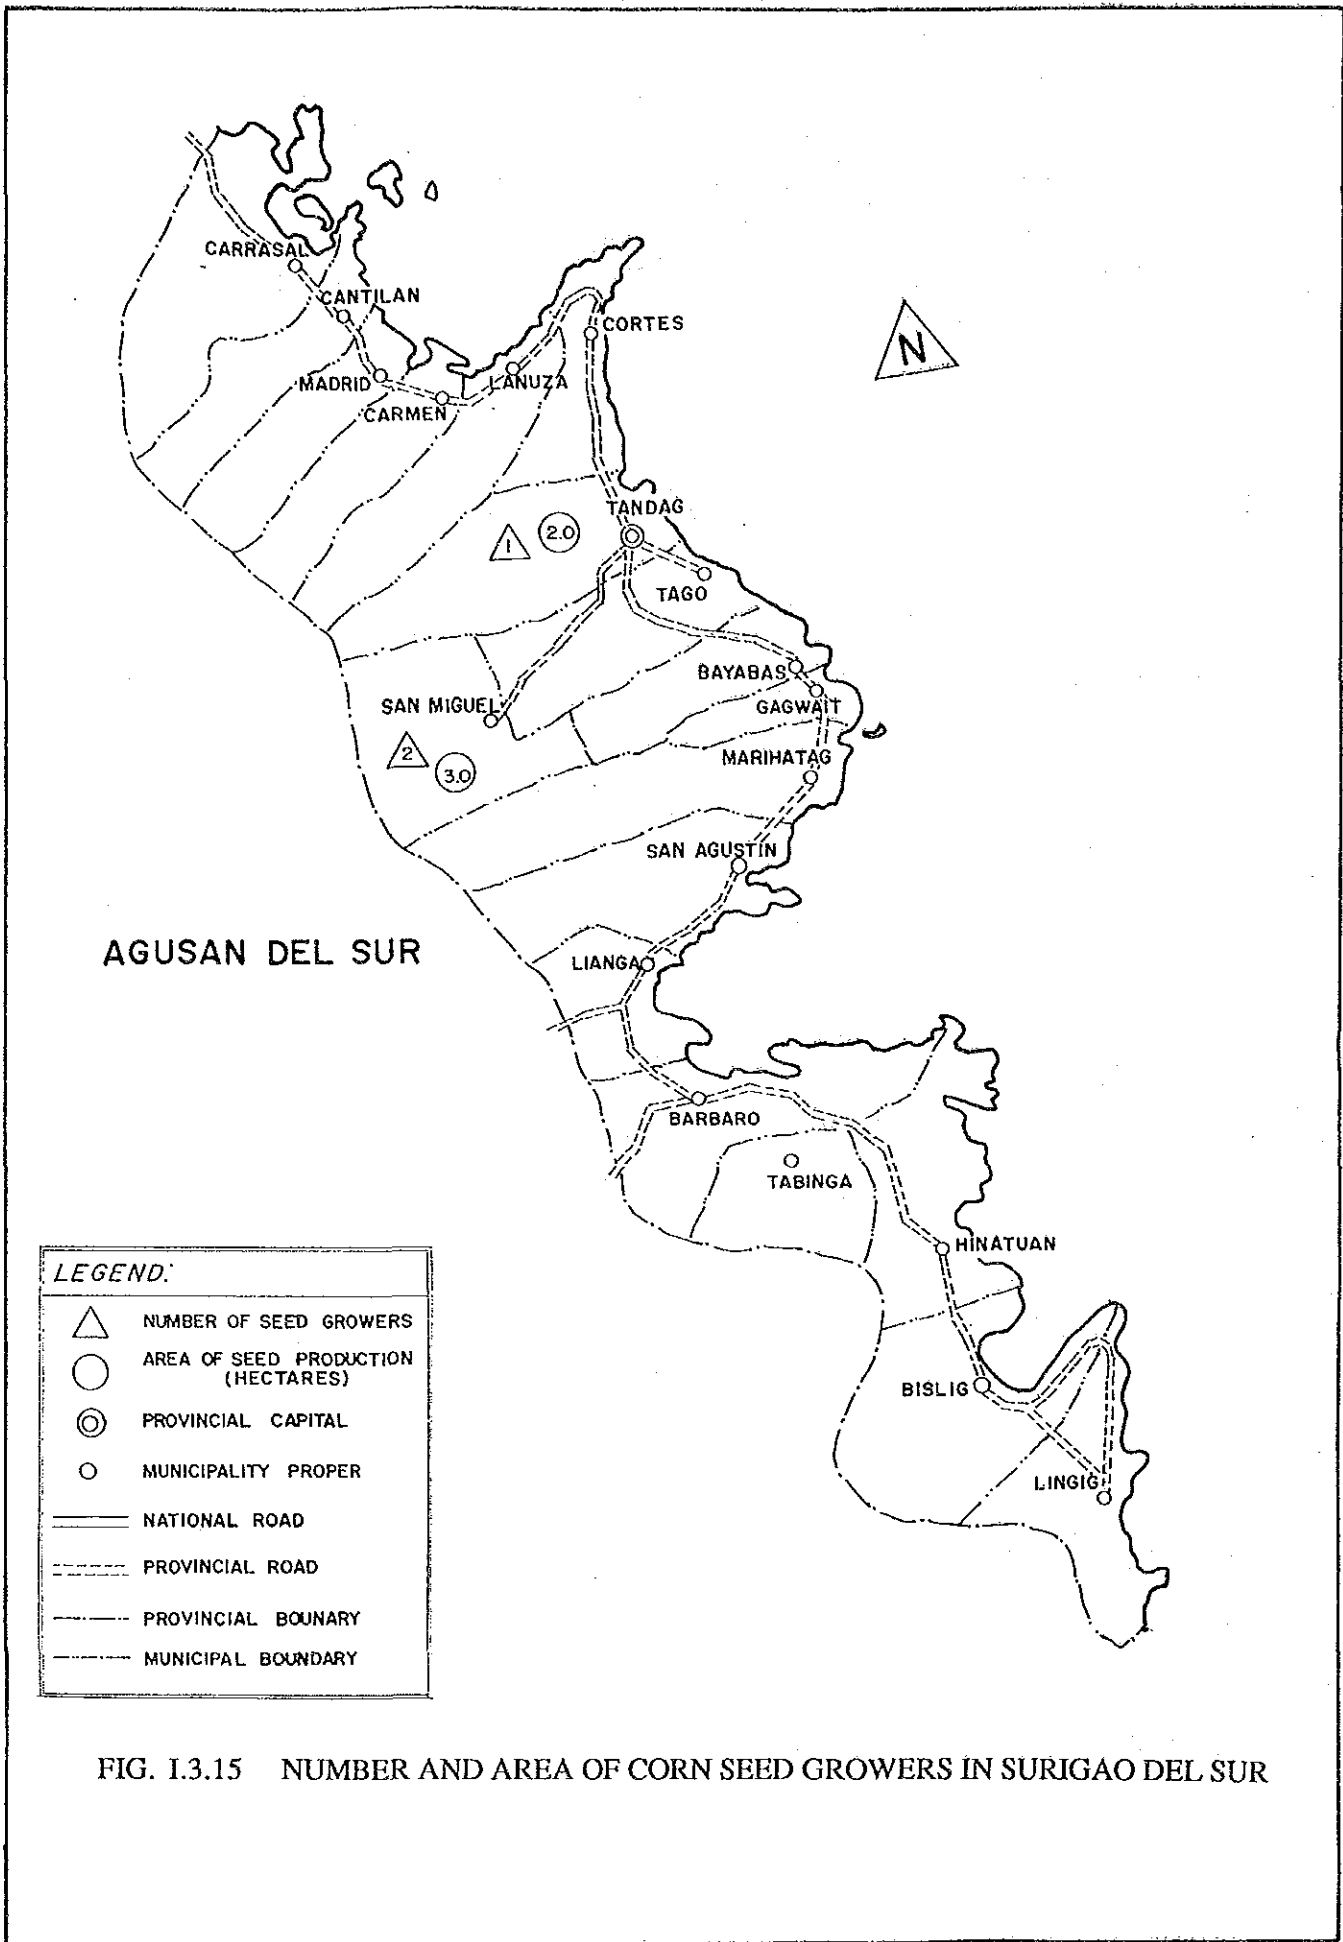 CARRASAL
CANTILAN
CORTES
N
MADRID
LANUZA
CARMEN
TANDAG
1
2.0
TAGO
BAYABAS
SAN MIGUEL
GAGWAIT
2
3.0
MARIHATAG
SAN AGUSTIN
AGUSAN DEL SUR
LIANGA
BARBARO
TABINGA
HINATUAN
BISLIG
LINGIG
LEGEND:
NUMBER OF SEED GROWERS
AREA OF SEED PRODUCTION
(HECTARES)
PROVINCIAL CAPITAL
MUNICIPALITY PROPER
NATIONAL ROAD
PROVINCIAL ROAD
PROVINCIAL BOUNARY
MUNICIPAL BOUNDARY
FIG. I.3.15 NUMBER AND AREA OF CORN SEED GROWERS IN SURIGAO DEL SUR